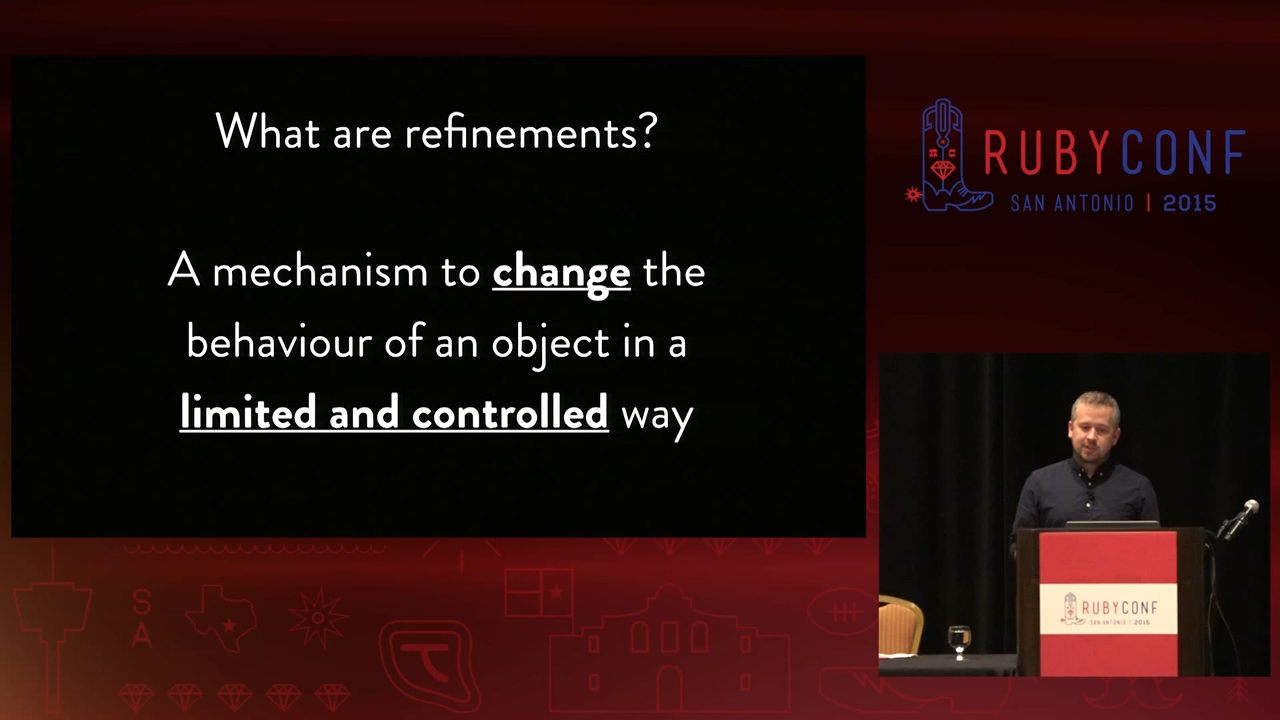 What are refinements?
A mechanism to change the
behaviour of an object in a
limited and controlled way
RUBYCONF
SAN ANTONIO | 2015
RUBYCONF
SAN ANTONIO | 2015
S
A